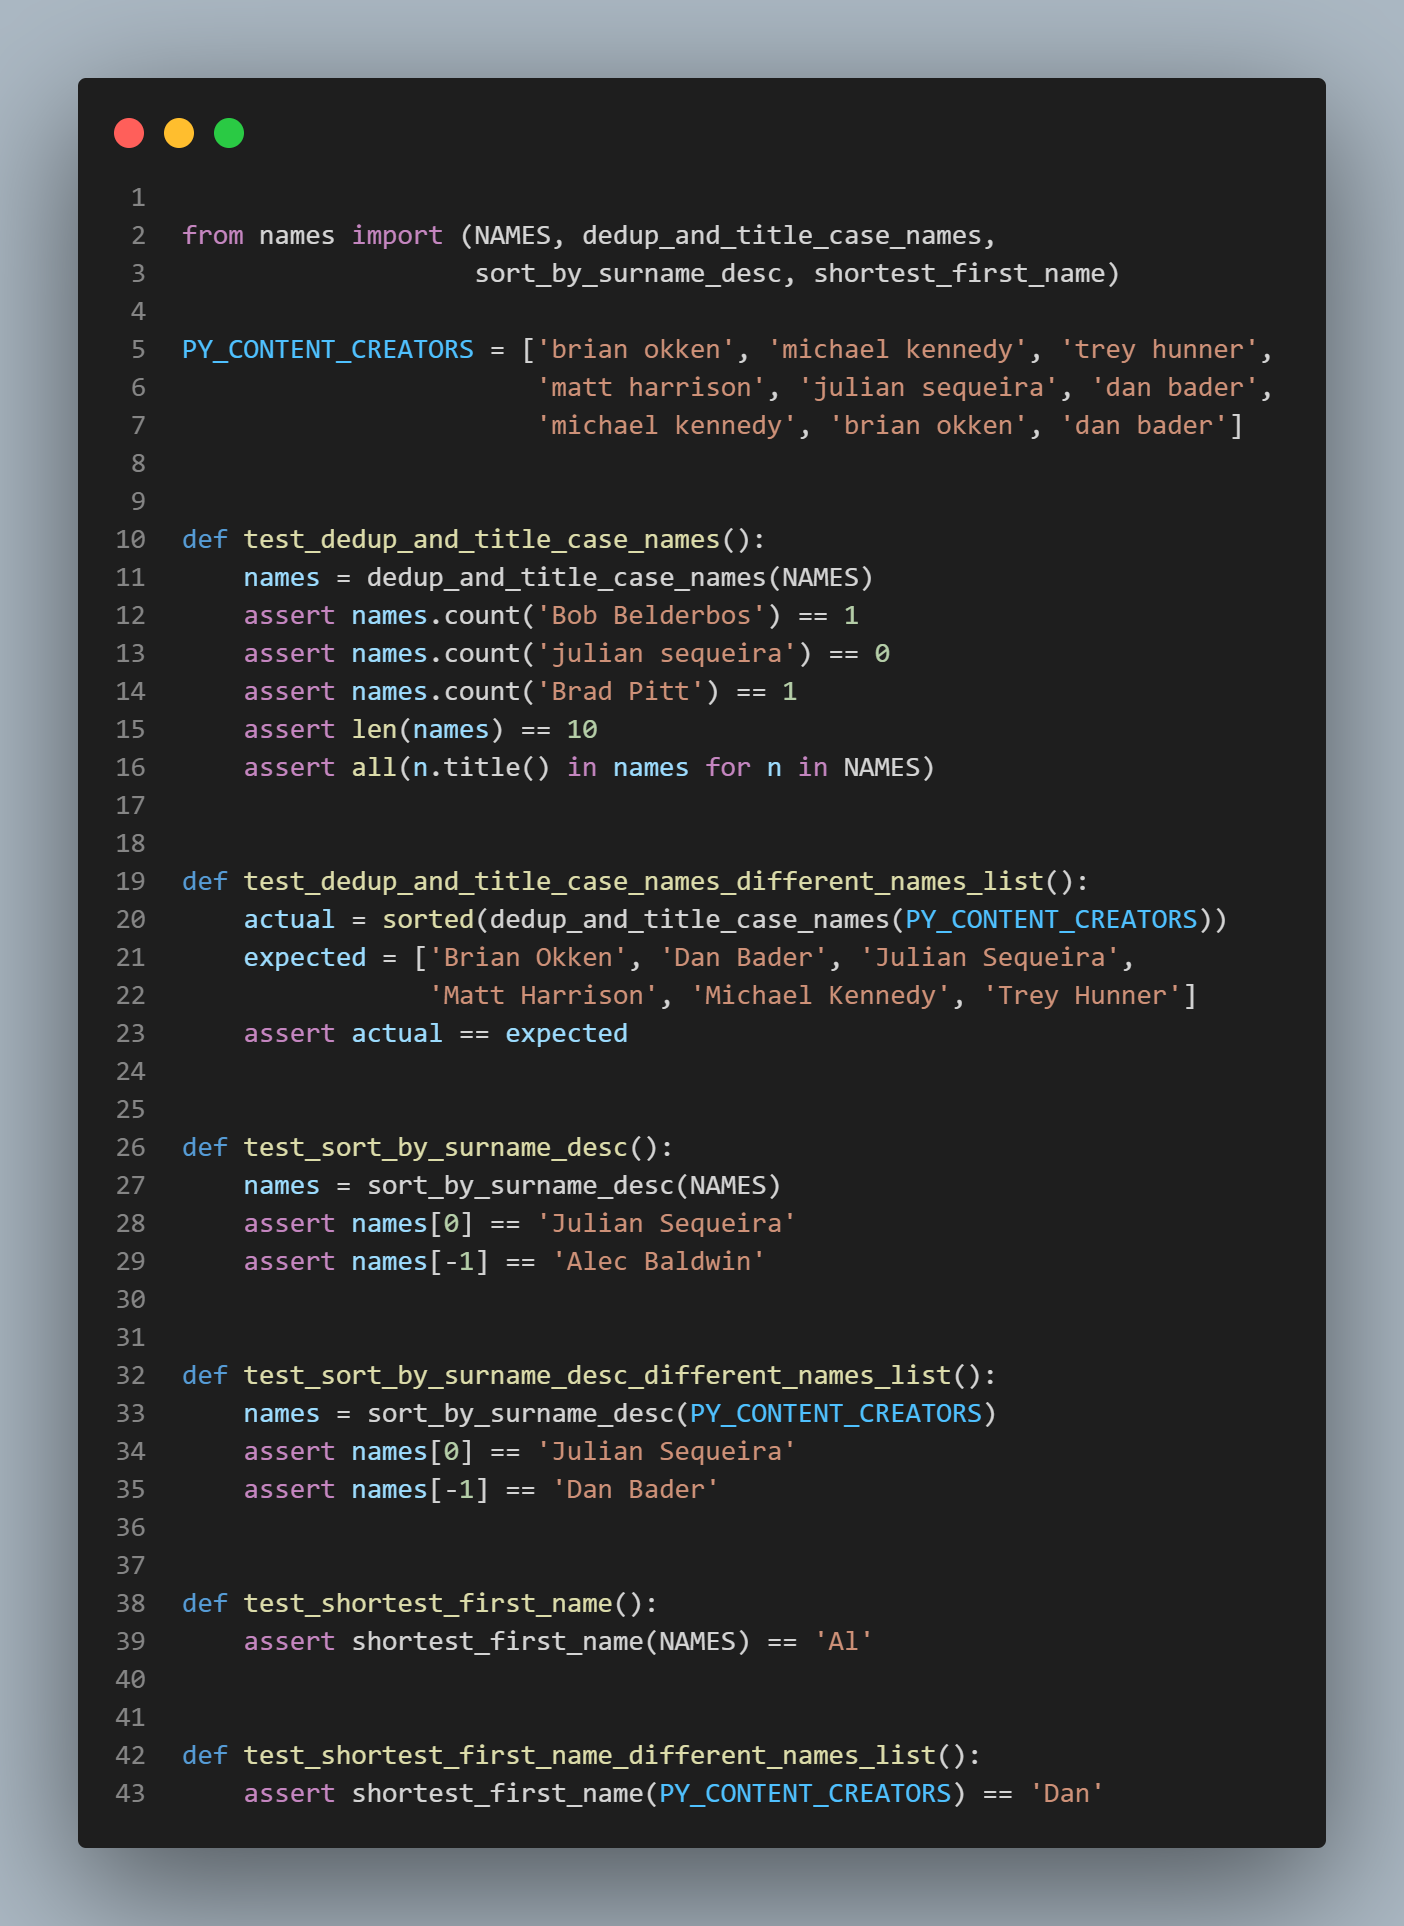 1
2 from names import (NAMES, dedup_and_title_case_names,
3                    sort_by_surname_desc, shortest_first_name)
4
5 PY_CONTENT_CREATORS = ['brian okken', 'michael kennedy', 'trey hunner',
6                        'matt harrison', 'julian sequeira', 'dan bader',
7                        'michael kennedy', 'brian okken', 'dan bader']
8
9
10 def test_dedup_and_title_case_names():
11     names = dedup_and_title_case_names(NAMES)
12     assert names.count('Bob Belderbos') == 1
13     assert names.count('julian sequeira') == 0
14     assert names.count('Brad Pitt') == 1
15     assert len(names) == 10
16     assert all(n.title() in names for n in NAMES)
17
18
19 def test_dedup_and_title_case_names_different_names_list():
20     actual = sorted(dedup_and_title_case_names(PY_CONTENT_CREATORS))
21     expected = ['Brian Okken', 'Dan Bader', 'Julian Sequeira',
22                 'Matt Harrison', 'Michael Kennedy', 'Trey Hunner']
23     assert actual == expected
24
25
26 def test_sort_by_surname_desc():
27     names = sort_by_surname_desc(NAMES)
28     assert names[0] == 'Julian Sequeira'
29     assert names[-1] == 'Alec Baldwin'
30
31
32 def test_sort_by_surname_desc_different_names_list():
33     names = sort_by_surname_desc(PY_CONTENT_CREATORS)
34     assert names[0] == 'Julian Sequeira'
35     assert names[-1] == 'Dan Bader'
36
37
38 def test_shortest_first_name():
39     assert shortest_first_name(NAMES) == 'Al'
40
41
42 def test_shortest_first_name_different_names_list():
43     assert shortest_first_name(PY_CONTENT_CREATORS) == 'Dan'